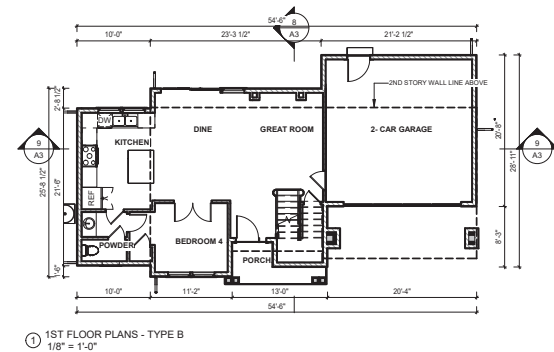 54'-6"
8
A3
10'-0"
23'-3 1/2"
21'-2 1/2"
2ND STORY WALL LINE ABOVE
2'-8 1/2"
DW
DINE
GREAT ROOM
2- CAR GARAGE
KITCHEN
9
A3
9
A3
25'-8 1/2"
21'-6"
20'-8"
28'-11"
REF
POWDER
BEDROOM 4
PORCH
8'-3"
1'-6"
10'-0"
11'-2"
13'-0"
20'-4"
54'-6"
1
1ST FLOOR PLANS - TYPE B
1/8" = 1'-0"